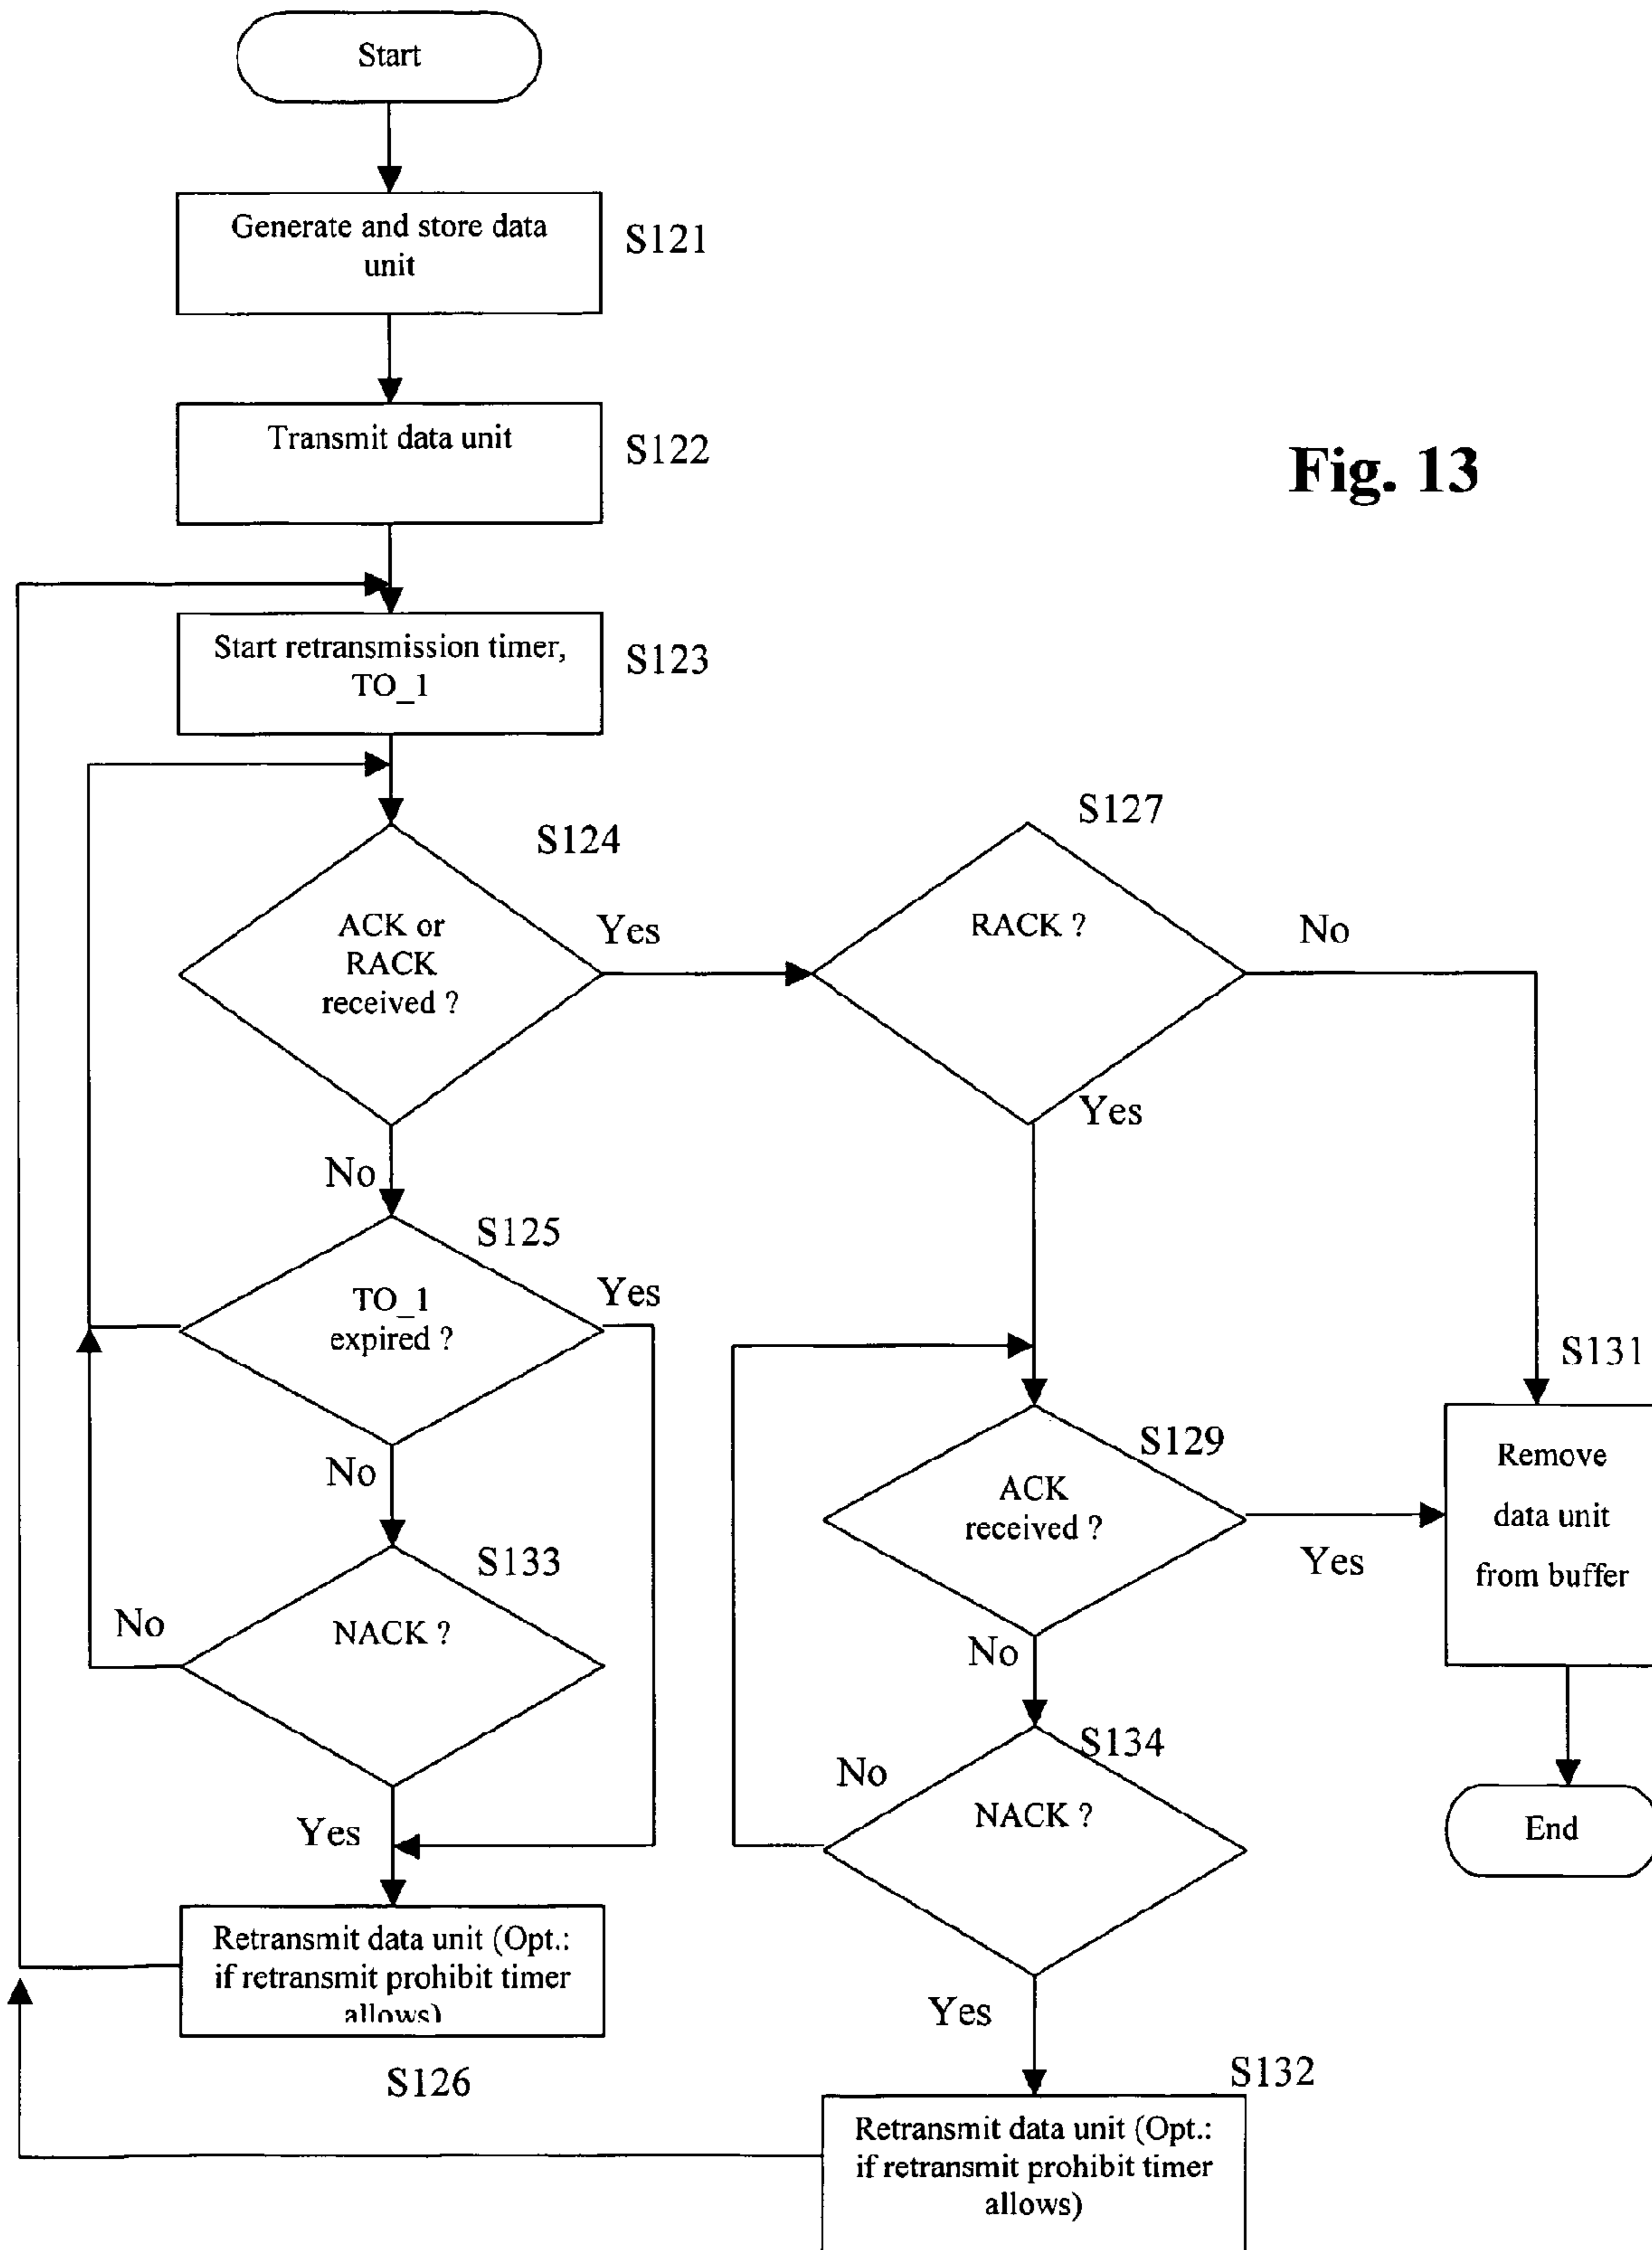 Start
Generate and store data
unit
S121
Transmit data unit
S122
Fig. 13
Start retransmission timer,
TO_1
S123
S124
ACK or
RACK
received ?
Yes
S127
RACK ?
No
Yes
No
S125
TO_1
expired ?
Yes
No
S133
NACK ?
No
Yes
S129
ACK
received ?
Yes
No
S131
Remove
data unit
from buffer
S134
No
NACK ?
Yes
End
Retransmit data unit (Opt.:
if retransmit prohibit timer
allows)
S126
S132
Retransmit data unit (Opt.:
if retransmit prohibit timer
allows)